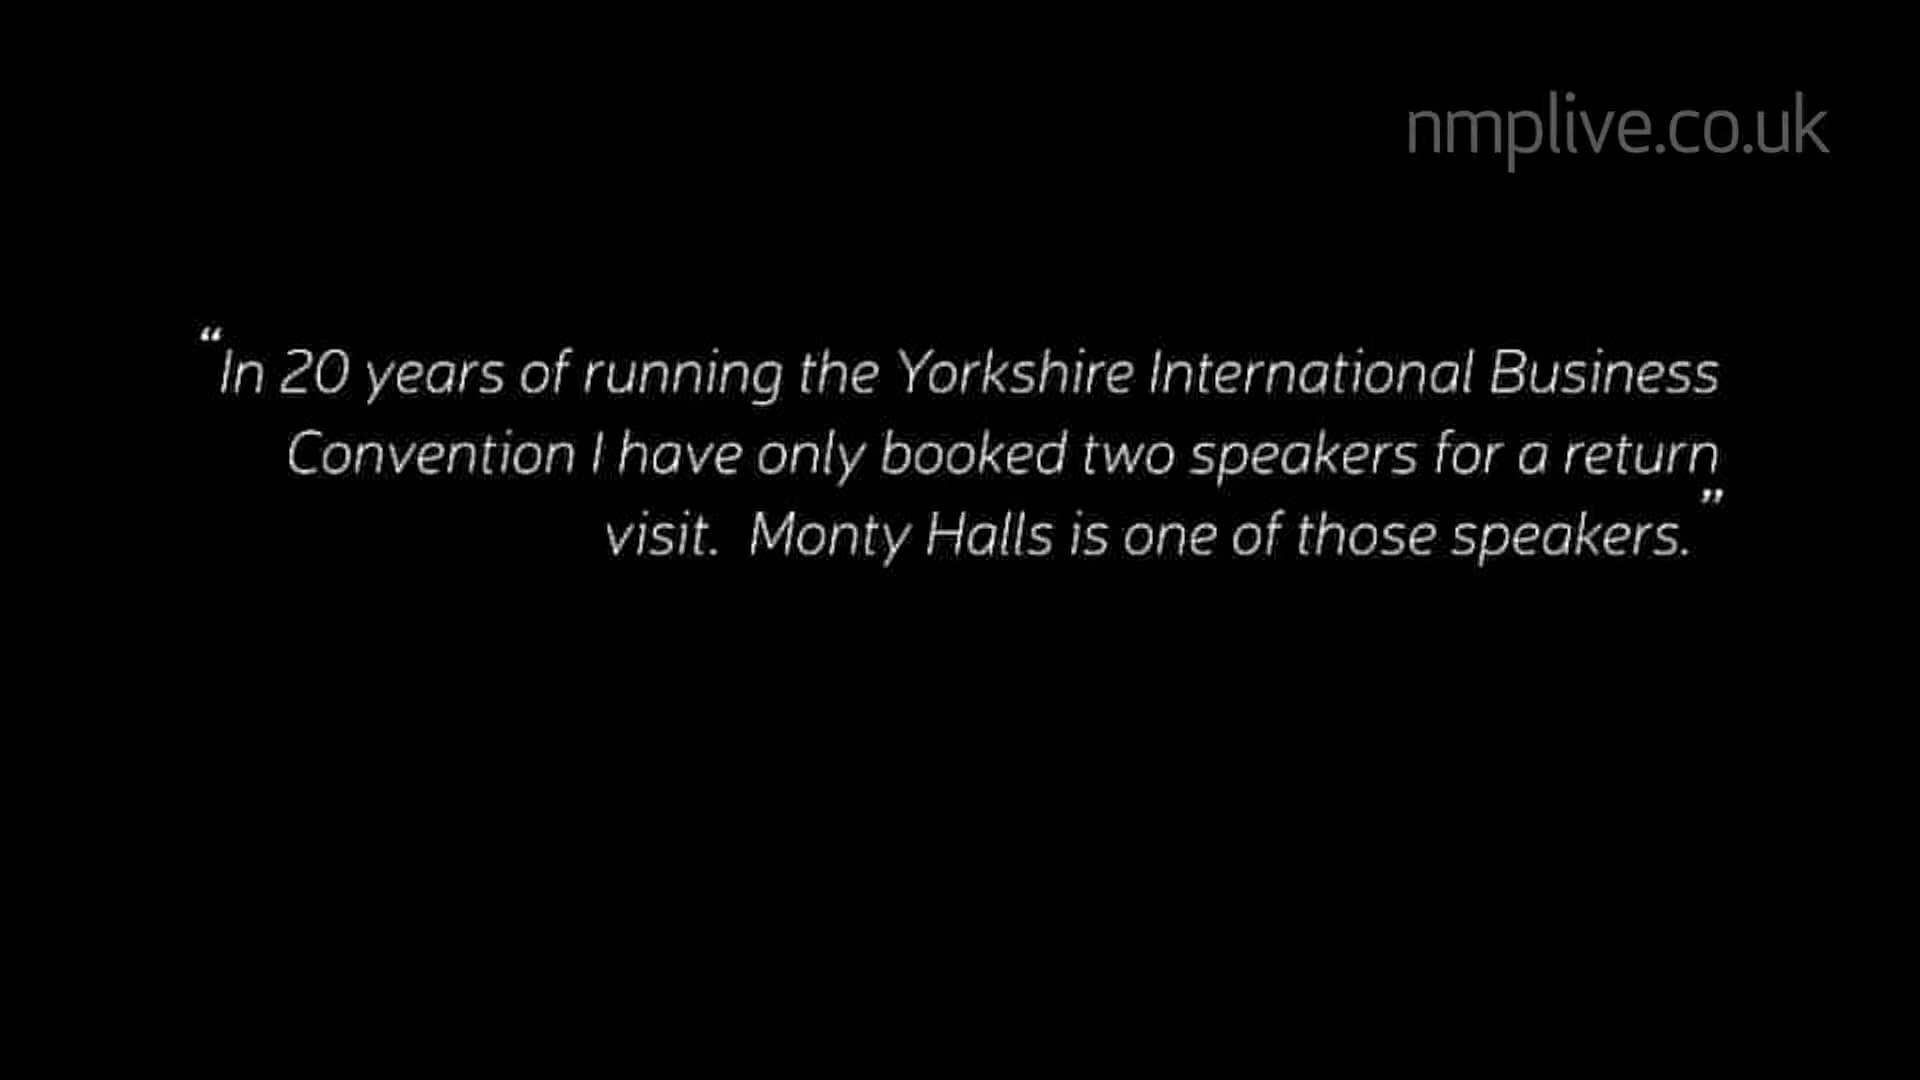 nmplive.co.uk
“In 20 years of running the Yorkshire International Business
Convention I have only booked two speakers for a return
visit.  Monty Halls is one of those speakers.”